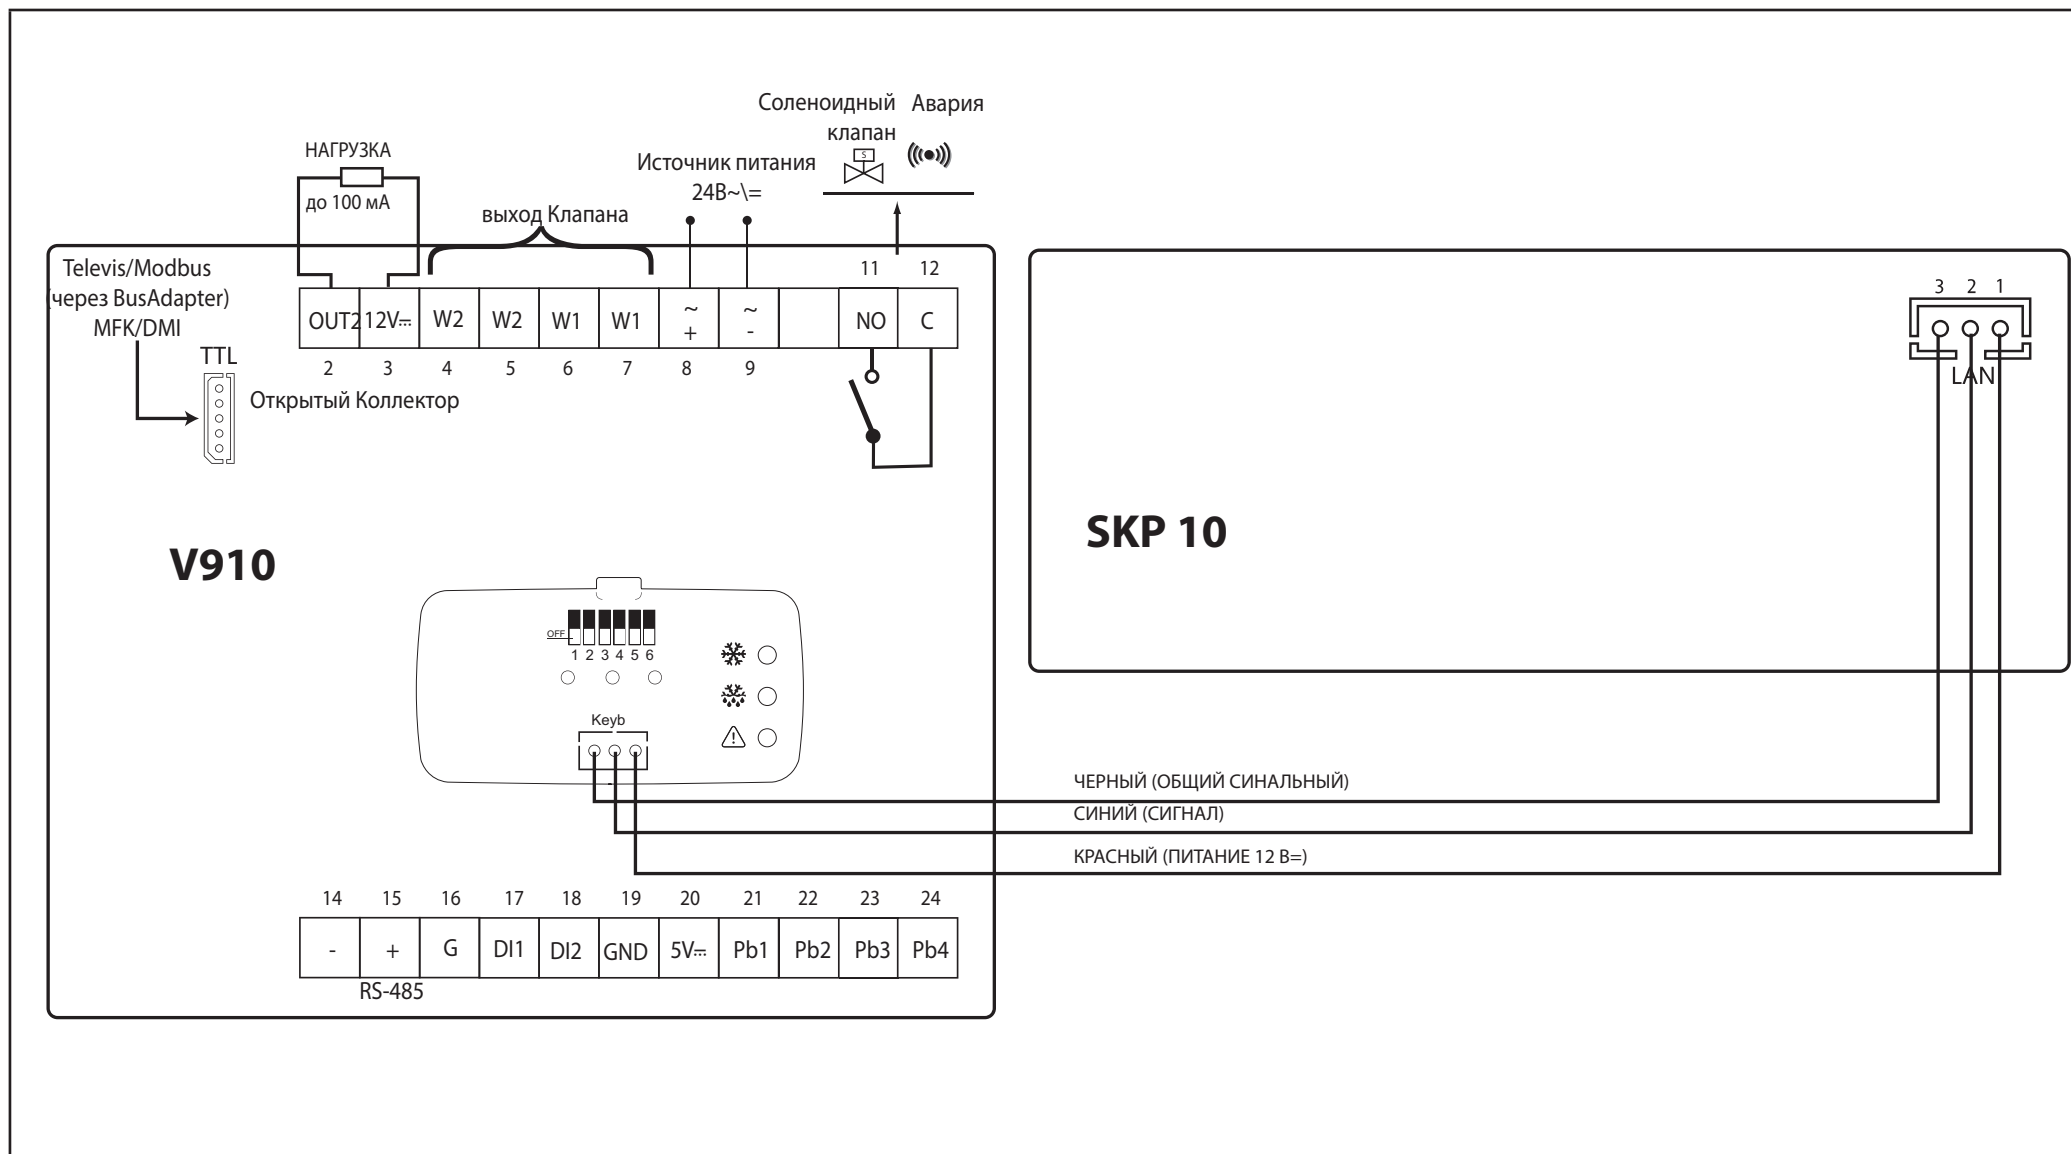 Соленоидный
клапан
Авария
S
НАГРУЗКА
до 100 мА
Источник питания
24В~\=
выход Клапана
Televis/Modbus
(через BusAdapter)
MFK/DMI
11 12
OUT2 12V⎓ W2 W2 W1 W1 ~ + ~ - NO C
2 3 4 5 6 7 8 9
TTL
Открытый Коллектор
V910
OFF
1 2 3 4 5 6
Keyb
SKP 10
3 2 1
LAN
ЧЕРНЫЙ (ОБЩИЙ СИНАЛЬНЫЙ)
СИНИЙ (СИГНАЛ)
КРАСНЫЙ (ПИТАНИЕ 12 В=)
14 15 16 17 18 19 20 21 22 23 24
- + G DI1 DI2 GND 5V⎓ Pb1 Pb2 Pb3 Pb4
RS-485